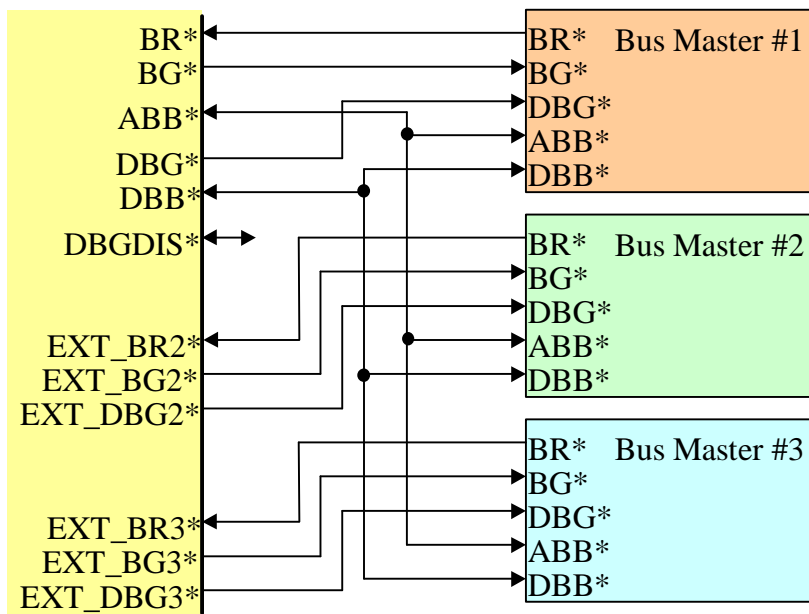 BR*
BG*
ABB*
DBG*
DBB*
DBGDIS*
EXT_BR2*
EXT_BG2*
EXT_DBG2*
EXT_BR3*
EXT_BG3*
EXT_DBG3*
BR* Bus Master #1
BG*
DBG*
ABB*
DBB*
BR* Bus Master #2
BG*
DBG*
ABB*
DBB*
BR* Bus Master #3
BG*
DBG*
ABB*
DBB*